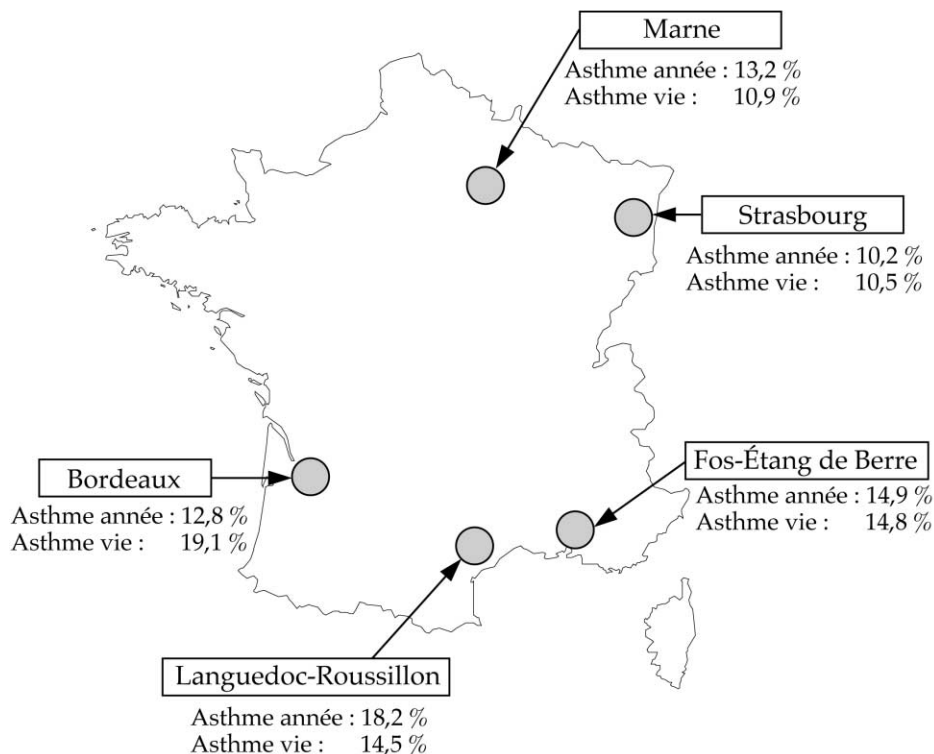 Marne
Asthme année : 13,2 %
Asthme vie : 10,9 %
Strasbourg
Asthme année : 10,2 %
Asthme vie : 10,5 %
Bordeaux
Asthme année : 12,8 %
Asthme vie : 19,1 %
Fos-Étang de Berre
Asthme année : 14,9 %
Asthme vie : 14,8 %
Languedoc-Roussillon
Asthme année : 18,2 %
Asthme vie : 14,5 %